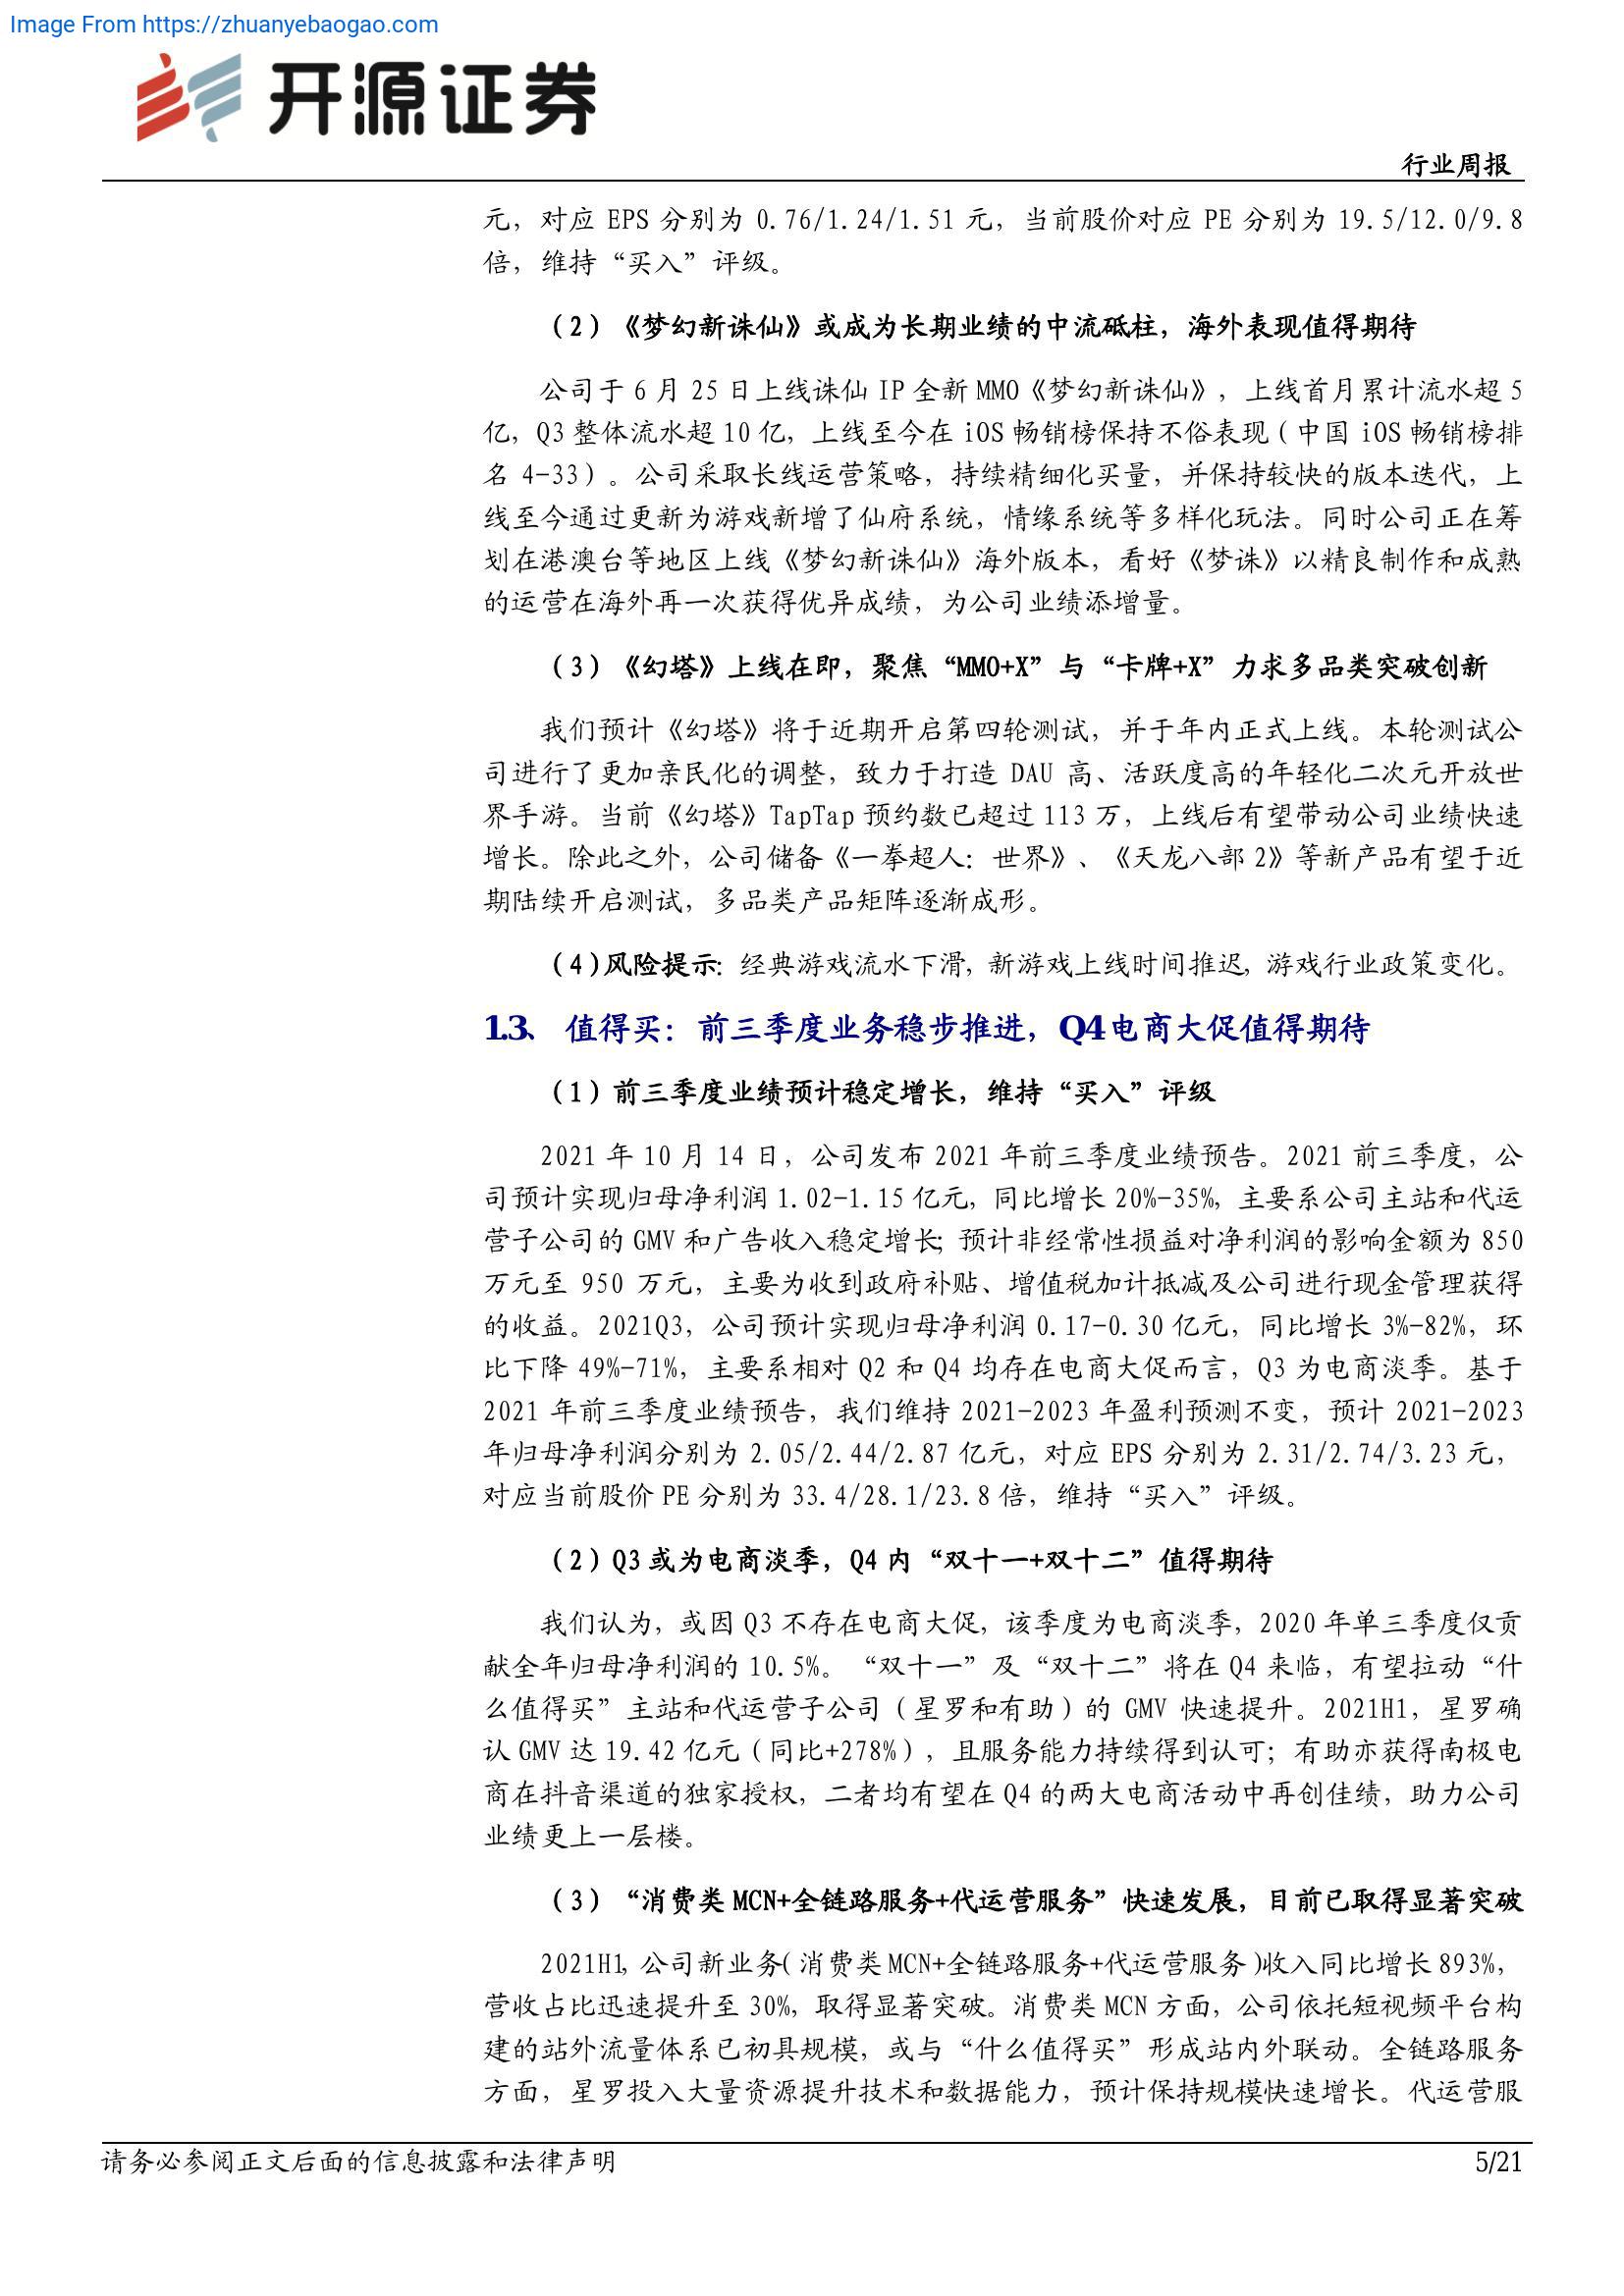 Image From https://zhuanyebaogao.com
开源证券
行业周报
元，对应 EPS 分别为 0.76/1.24/1.51 元，当前股价对应 PE 分别为 19.5/12.0/9.8
倍，维持“买入”评级。
（2）《梦幻新诛仙》或成为长期业绩的中流砥柱，海外表现值得期待
公司于 6 月 25 日上线诛仙 IP 全新 MMO《梦幻新诛仙》，上线首月累计流水超 5
亿，Q3 整体流水超 10 亿，上线至今在 iOS 畅销榜保持不俗表现（中国 iOS 畅销榜排
名 4-33）。公司采取长线运营策略，持续精细化买量，并保持较快的版本迭代，上
线至今通过更新为游戏新增了仙府系统，情缘系统等多样化玩法。同时公司正在筹
划在港澳台等地区上线《梦幻新诛仙》海外版本，看好《梦诛》以精良制作和成熟
的运营在海外再一次获得优异成绩，为公司业绩添增量。
（3）《幻塔》上线在即，聚焦“MMO+X”与“卡牌+X”力求多品类突破创新
我们预计《幻塔》将于近期开启第四轮测试，并于年内正式上线。本轮测试公
司进行了更加亲民化的调整，致力于打造 DAU 高、活跃度高的年轻化二次元开放世
界手游。当前《幻塔》TapTap 预约数已超过 113 万，上线后有望带动公司业绩快速
增长。除此之外，公司储备《一拳超人：世界》、《天龙八部 2》等新产品有望于近
期陆续开启测试，多品类产品矩阵逐渐成形。
（4）风险提示：经典游戏流水下滑，新游戏上线时间推迟，游戏行业政策变化。
1.3、 值得买：前三季度业务稳步推进，Q4 电商大促值得期待
（1）前三季度业绩预计稳定增长，维持“买入”评级
2021 年 10 月 14 日，公司发布 2021 年前三季度业绩预告。2021 前三季度，公
司预计实现归母净利润 1.02-1.15 亿元，同比增长 20%-35%，主要系公司主站和代运
营子公司的 GMV 和广告收入稳定增长；预计非经常性损益对净利润的影响金额为 850
万元至 950 万元，主要为收到政府补贴、增值税加计抵减及公司进行现金管理获得
的收益。2021Q3，公司预计实现归母净利润 0.17-0.30 亿元，同比增长 3%-82%，环
比下降 49%-71%，主要系相对 Q2 和 Q4 均存在电商大促而言，Q3 为电商淡季。基于
2021 年前三季度业绩预告，我们维持 2021-2023 年盈利预测不变，预计 2021-2023
年归母净利润分别为 2.05/2.44/2.87 亿元，对应 EPS 分别为 2.31/2.74/3.23 元，
对应当前股价 PE 分别为 33.4/28.1/23.8 倍，维持“买入”评级。
（2）Q3 或为电商淡季，Q4 内“双十一+双十二”值得期待
我们认为，或因 Q3 不存在电商大促，该季度为电商淡季，2020 年单三季度仅贡
献全年归母净利润的 10.5%。“双十一”及“双十二”将在 Q4 来临，有望拉动“什
么值得买”主站和代运营子公司（星罗和有助）的 GMV 快速提升。2021H1，星罗确
认 GMV 达 19.42 亿元（同比+278%），且服务能力持续得到认可；有助亦获得南极电
商在抖音渠道的独家授权，二者均有望在 Q4 的两大电商活动中再创佳绩，助力公司
业绩更上一层楼。
（3）“消费类 MCN+全链路服务+代运营服务”快速发展，目前已取得显著突破
2021H1，公司新业务（消费类 MCN+全链路服务+代运营服务）收入同比增长 893%，
营收占比迅速提升至 30%，取得显著突破。消费类 MCN 方面，公司依托短视频平台构
建的站外流量体系已初具规模，或与“什么值得买”形成站内外联动。全链路服务
方面，星罗投入大量资源提升技术和数据能力，预计保持规模快速增长。代运营服
请务必参阅正文后面的信息披露和法律声明
5/21